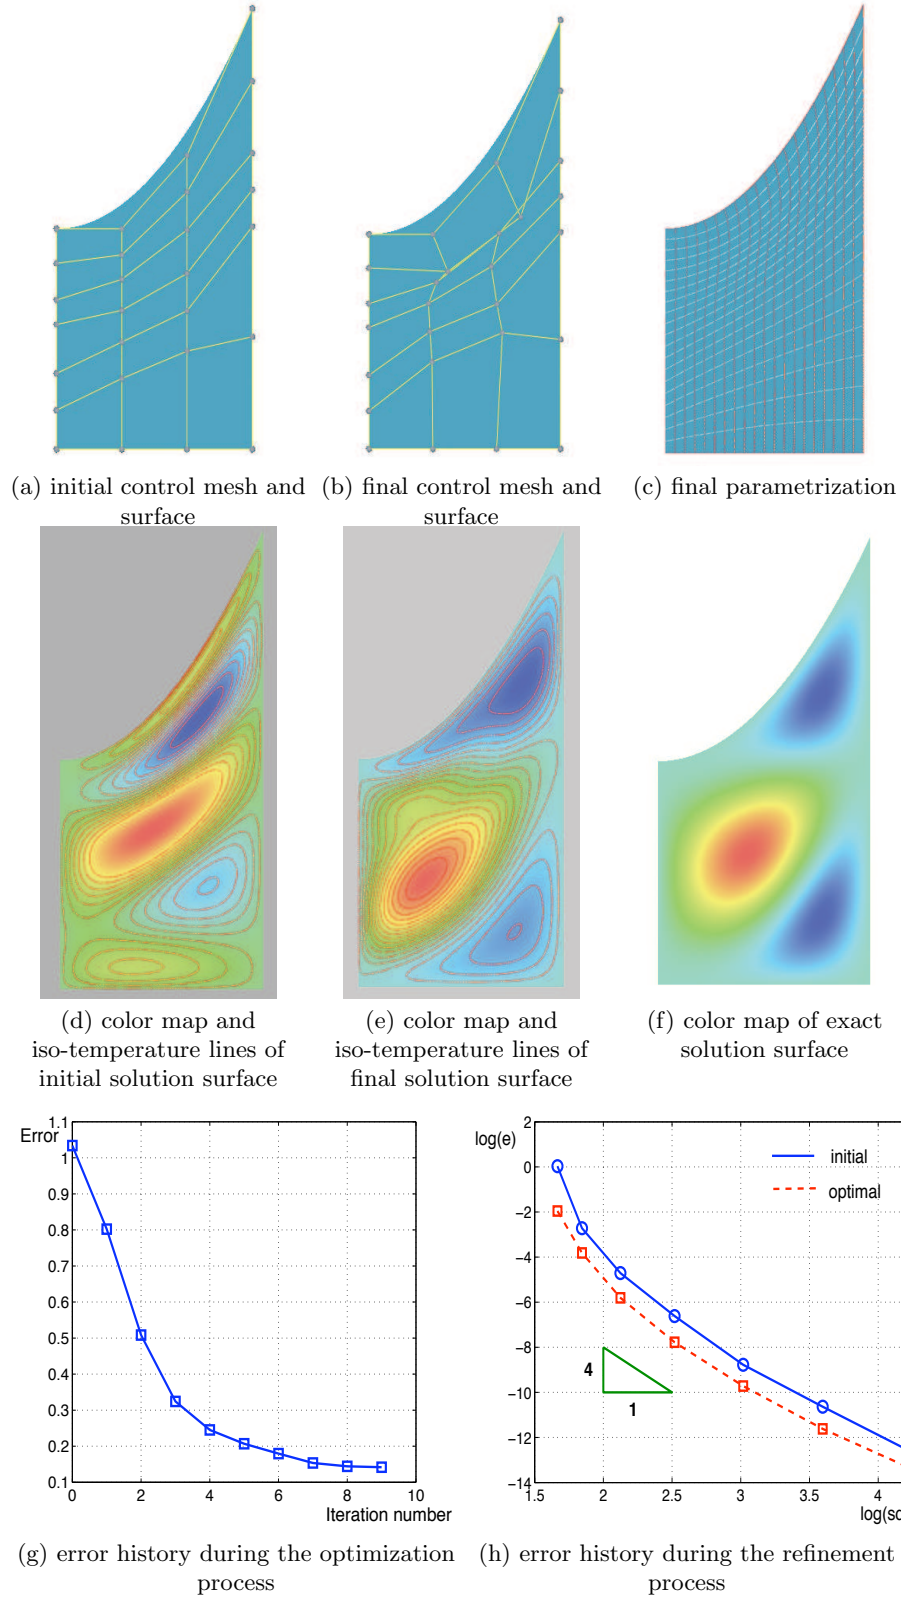 (a) initial control mesh and surface
(b) final control mesh and surface
(c) final parametrization
(d) color map and
iso-temperature lines of
initial solution surface
(e) color map and
iso-temperature lines of
final solution surface
(f) color map of exact
solution surface
Error
1.1
1
0.9
0.8
0.7
0.6
0.5
0.4
0.3
0.2
0.1
0 2 4 6 8 10
Iteration number
(g) error history during the optimization
process
log(e)
2
0
−2
−4
−6
−8
−10
−12
−14
initial
optimal
4
1
1.5 2 2.5 3 3.5 4
log(sq
(h) error history during the refinement
process